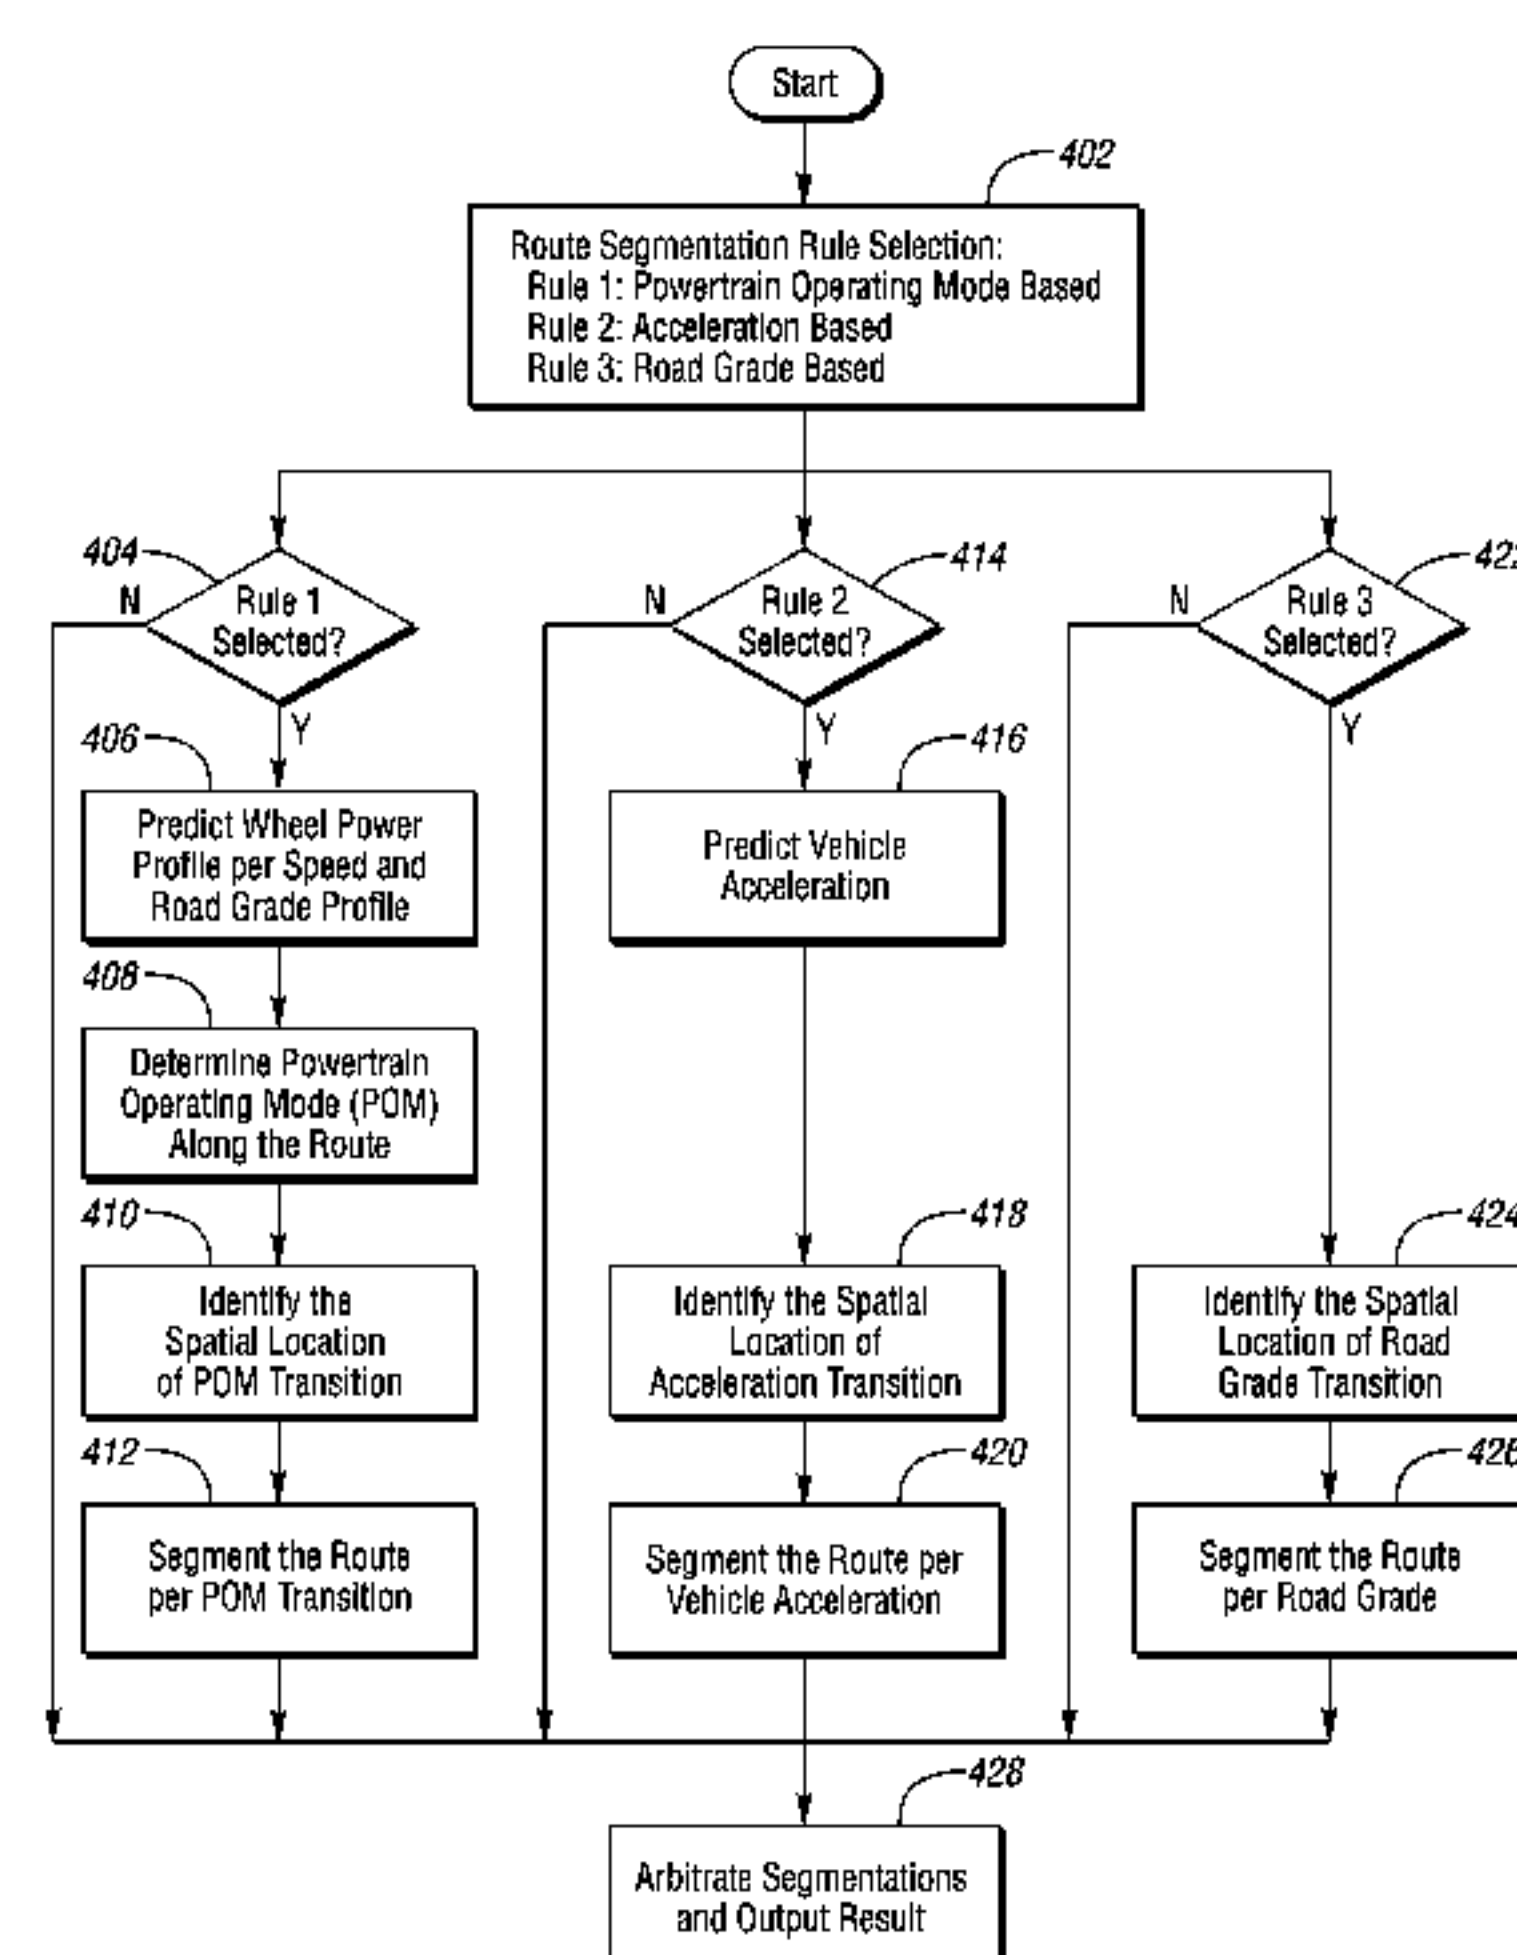 Start
402
Route Segmentation Rule Selection:
Rule 1: Powertrain Operating Mode Based
Rule 2: Acceleration Based
Rule 3: Road Grade Based
404
N
Rule 1
Selected?
Y
406
Predict Wheel Power
Profile per Speed and
Road Grade Profile
408
Determine Powertrain
Operating Mode (POM)
Along the Route
410
Identify the
Spatial Location
of POM Transition
412
Segment the Route
per POM Transition
414
N
Rule 2
Selected?
Y
416
Predict Vehicle
Acceleration
418
Identify the Spatial
Location of
Acceleration Transition
420
Segment the Route per
Vehicle Acceleration
422
N
Rule 3
Selected?
Y
424
Identify the Spatial
Location of Road
Grade Transition
426
Segment the Route
per Road Grade
428
Arbitrate Segmentations
and Output Result